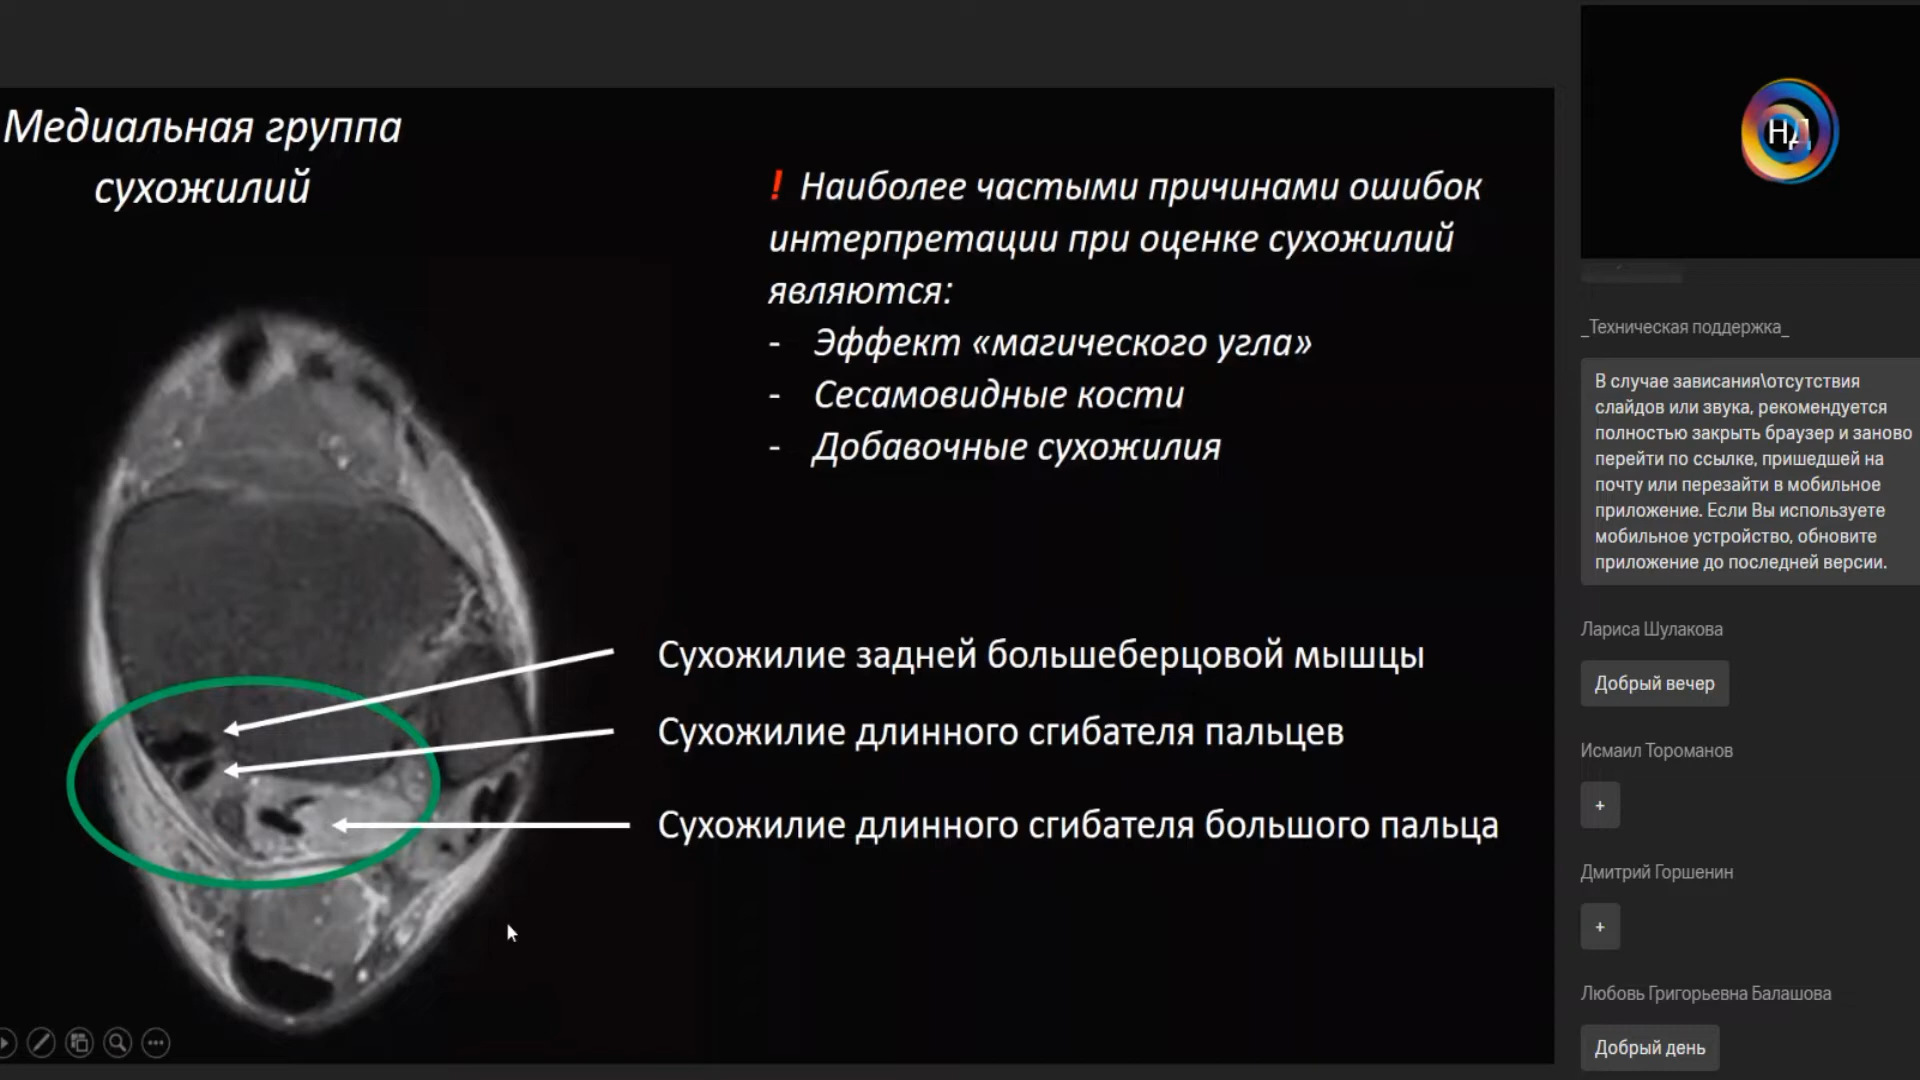 Медиальная группа
сухожилий
! Наиболее частыми причинами ошибок
интерпретации при оценке сухожилий
являются:
- Эффект «магического угла»
- Сесамовидные кости
- Добавочные сухожилия
Сухожилие задней большеберцовой мышцы
Сухожилие длинного сгибателя пальцев
Сухожилие длинного сгибателя большого пальца
НД
_Техническая поддержка_
В случае зависания\отсутствия
слайдов или звука, рекомендуется
полностью закрыть браузер и заново
перейти по ссылке, пришедшей на
почту или перезайти в мобильное
приложение. Если Вы используете
мобильное устройство, обновите
приложение до последней версии.
Лариса Шулакова
Добрый вечер
Исмаил Тороманов
+
Дмитрий Горшенин
+
Любовь Григорьевна Балашова
Добрый день